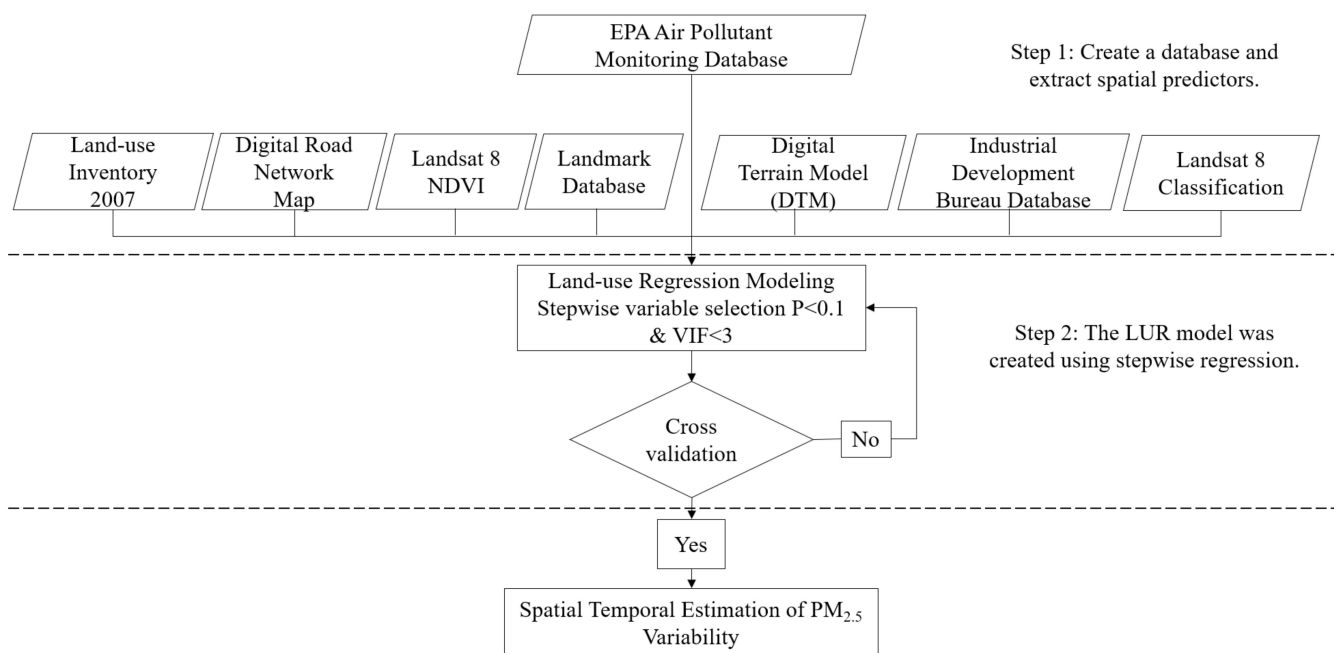 EPA Air Pollutant
Monitoring Database
Step 1: Create a database and
extract spatial predictors.
Land-use
Inventory
2007
Digital Road
Network
Map
Landsat 8
NDVI
Landmark
Database
Digital
Terrain Model
(DTM)
Industrial
Development
Bureau Database
Landsat 8
Classification
Land-use Regression Modeling
Stepwise variable selection P<0.1
& VIF<3
Step 2: The LUR model was
created using stepwise regression.
Cross
validation
No
Yes
Spatial Temporal Estimation of PM₂.₅
Variability